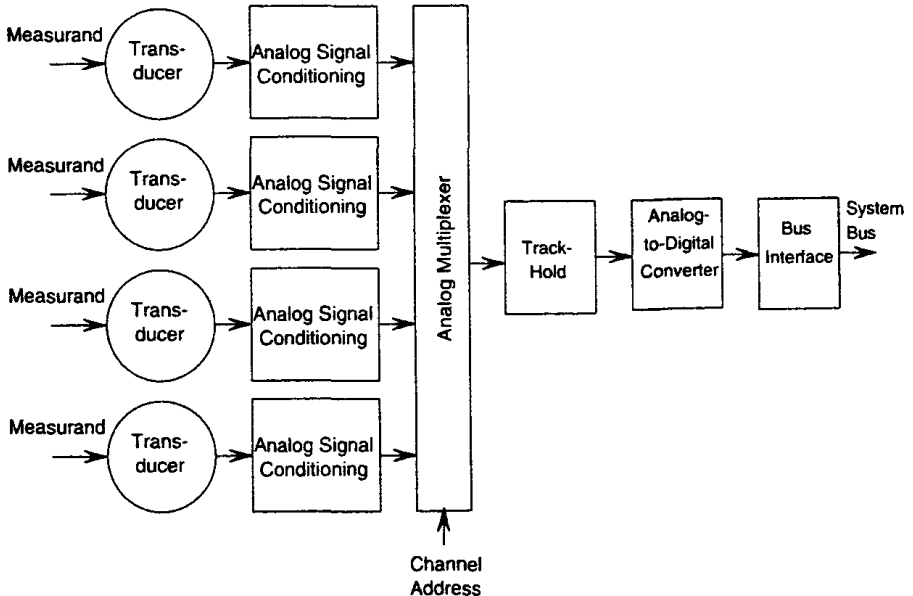 Measurand
Trans-
ducer
Analog Signal
Conditioning
Measurand
Trans-
ducer
Analog Signal
Conditioning
Measurand
Trans-
ducer
Analog Signal
Conditioning
Measurand
Trans-
ducer
Analog Signal
Conditioning
Analog Multiplexer
Channel
Address
Track-
Hold
Analog-
to-Digital
Converter
Bus
Interface
System
Bus